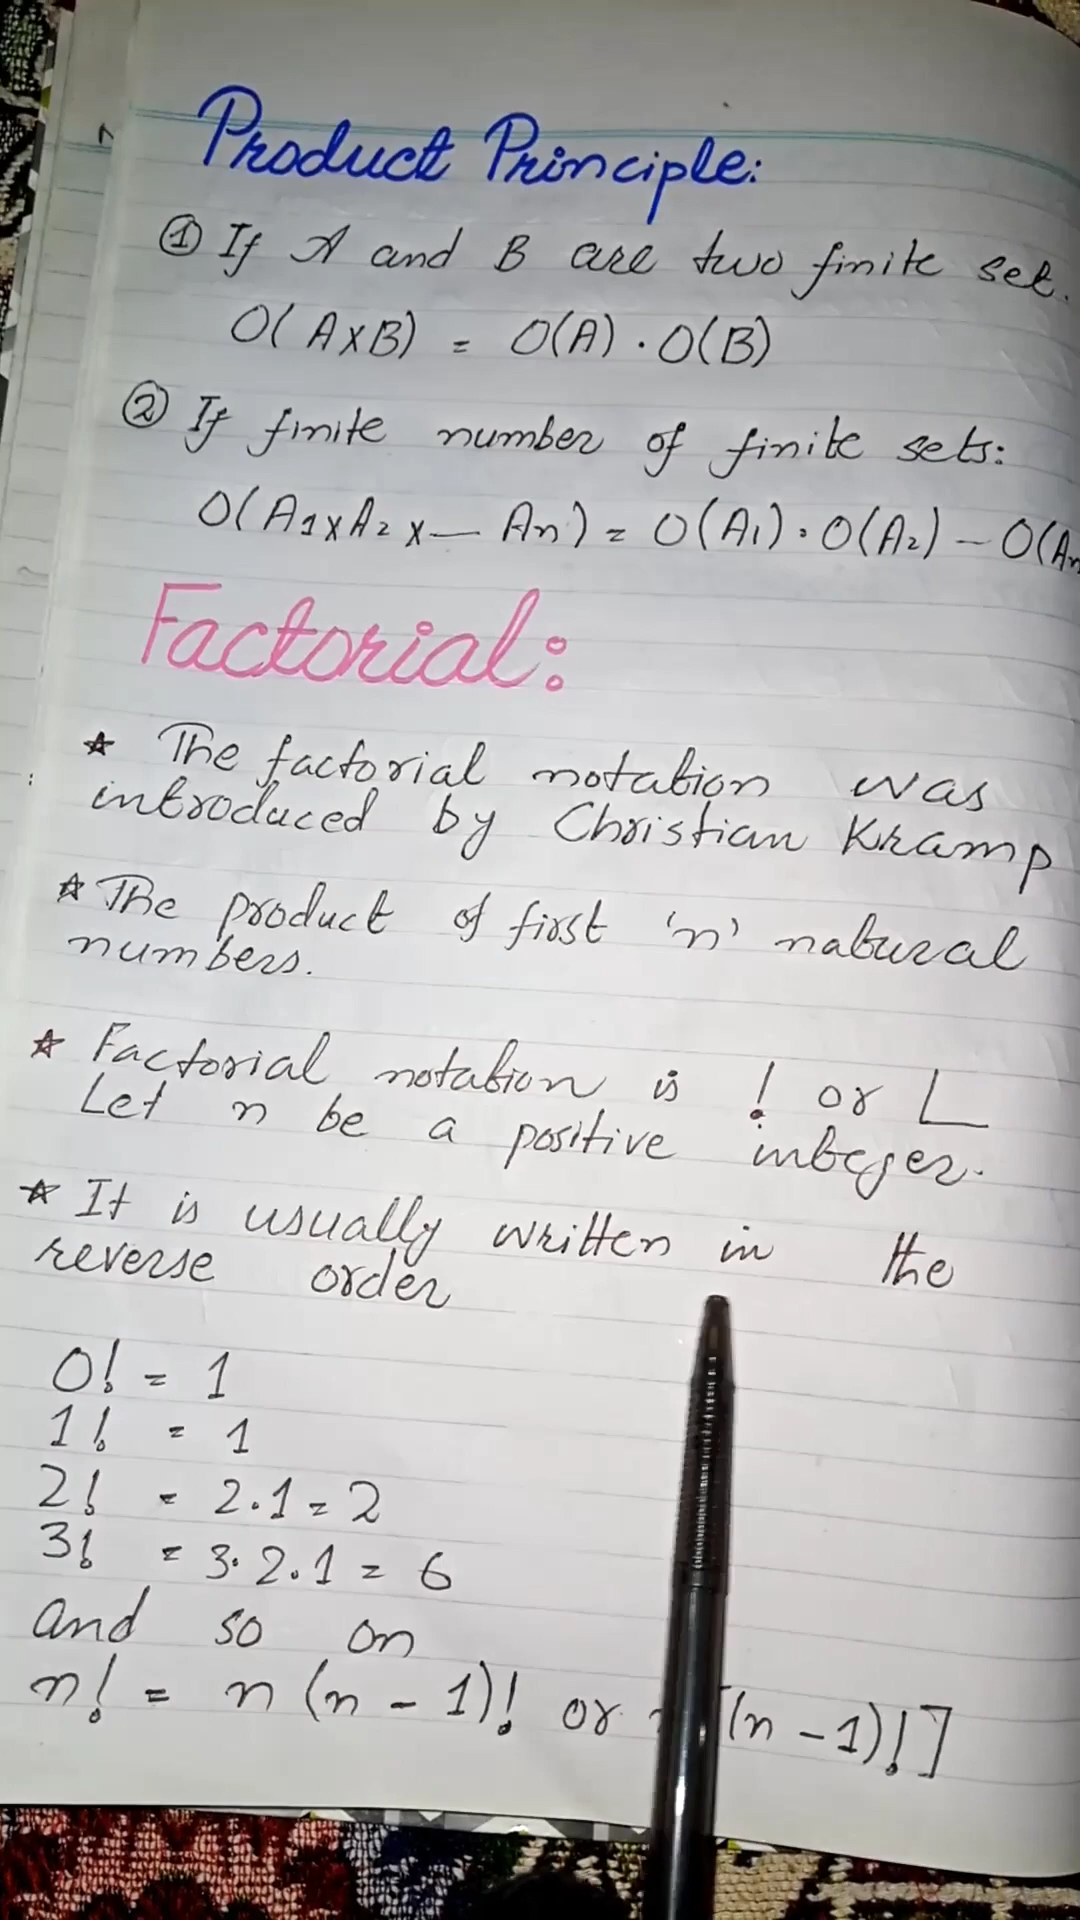 Product Principle:
① If A and B are two finite set.
O( A×B) = O(A) . O(B)
② If finite number of finite sets:
O( A1×A2 ×— An) = O(A1) . O(A2) — O(An
Factorial:
☆ The factorial notation was
introduced by Christian Kramp
☆ The product of first 'n' natural
numbers.
☆ Factorial notation is ! or ∟
Let n be a positive integer.
☆ It is usually written in the
reverse order
0! = 1
1! = 1
2! = 2.1 = 2
3! = 3.2.1 = 6
and so on
n! = n (n - 1)! or (n - 1)!]